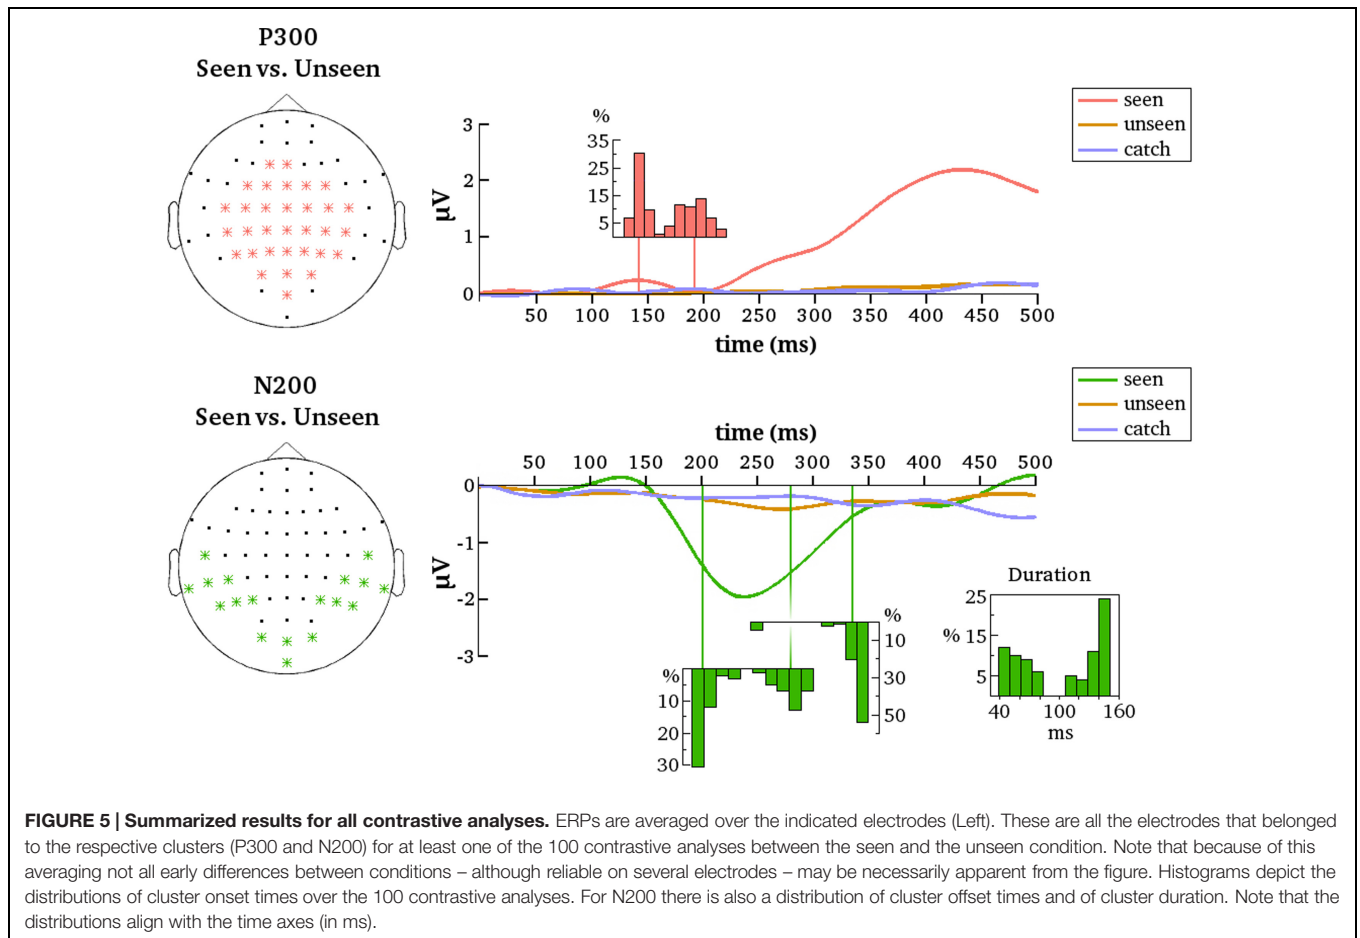 P300
Seen vs. Unseen
%
35
25
15
5
3
2
1
0
µV
50 100 150 200 250 300 350 400 450 500
time (ms)
seen
unseen
catch
N200
Seen vs. Unseen
time (ms)
50 100 150 200 250 300 350 400 450 500
0
-1
-2
-3
µV
seen
unseen
catch
%
10
20
30
%
10
30
50
Duration
25
% 15
5
40 100 160
ms
FIGURE 5 | Summarized results for all contrastive analyses. ERPs are averaged over the indicated electrodes (Left). These are all the electrodes that belonged
to the respective clusters (P300 and N200) for at least one of the 100 contrastive analyses between the seen and the unseen condition. Note that because of this
averaging not all early differences between conditions – although reliable on several electrodes – may be necessarily apparent from the figure. Histograms depict the
distributions of cluster onset times over the 100 contrastive analyses. For N200 there is also a distribution of cluster offset times and of cluster duration. Note that the
distributions align with the time axes (in ms).